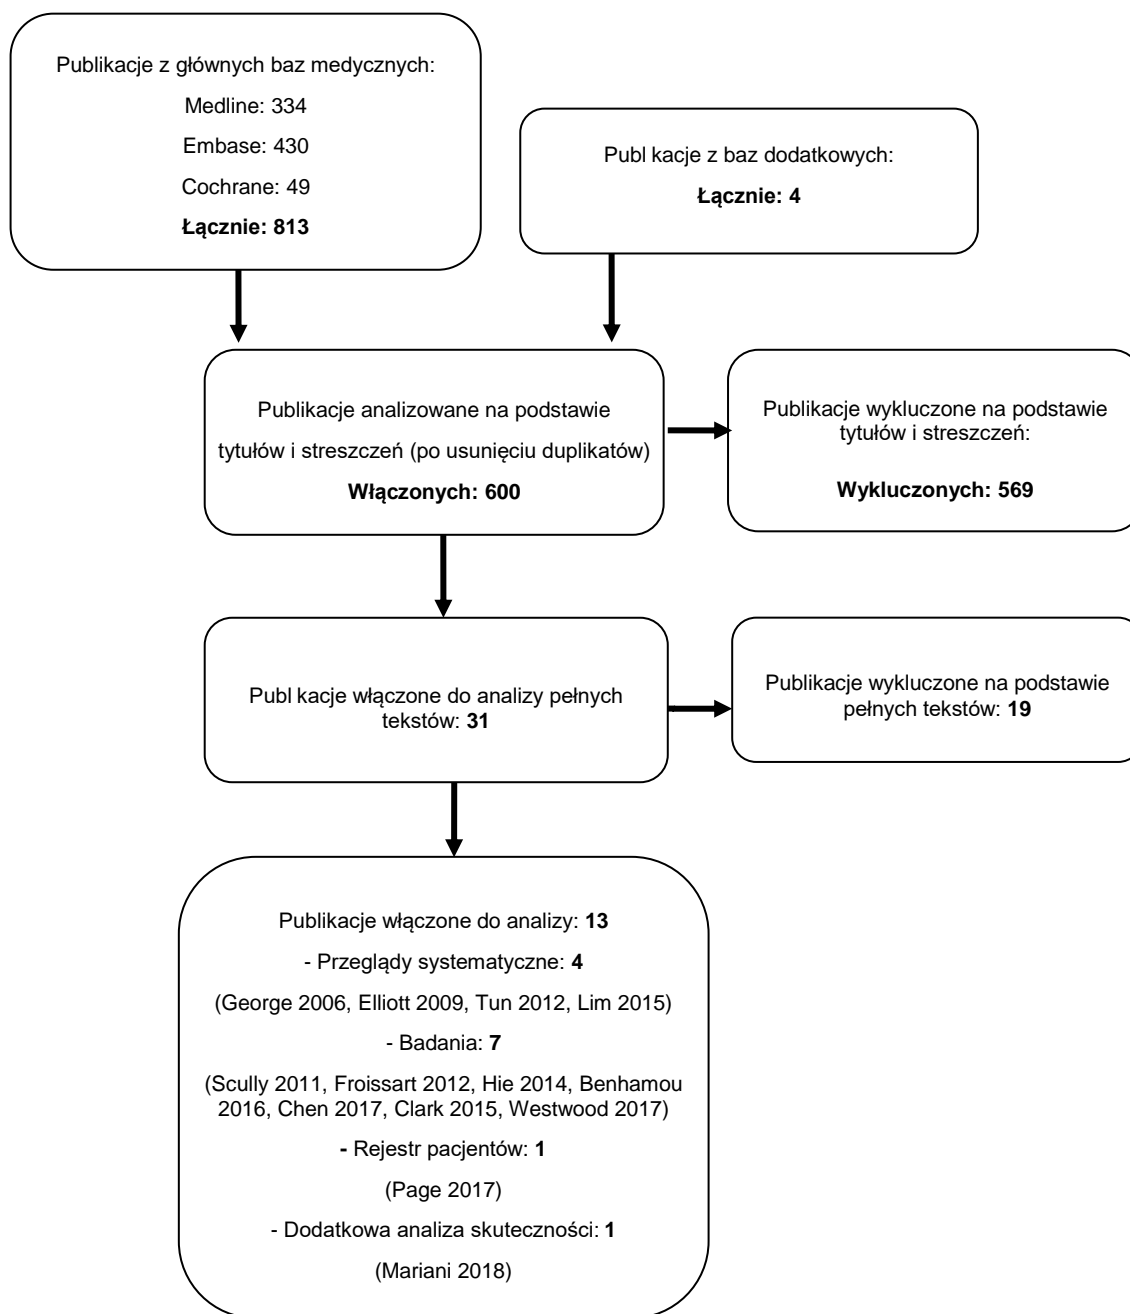 Publikacje z głównych baz medycznych:
Medline: 334
Embase: 430
Cochrane: 49
Łącznie: 813
Publ kacje z baz dodatkowych:
Łącznie: 4
Publikacje analizowane na podstawie
tytułów i streszczeń (po usunięciu duplikatów)
Włączonych: 600
Publikacje wykluczone na podstawie
tytułów i streszczeń:
Wykluczonych: 569
Publ kacje włączone do analizy pełnych
tekstów: 31
Publikacje wykluczone na podstawie
pełnych tekstów: 19
Publikacje włączone do analizy: 13
- Przeglądy systematyczne: 4
(George 2006, Elliott 2009, Tun 2012, Lim 2015)
- Badania: 7
(Scully 2011, Froissart 2012, Hie 2014, Benhamou
2016, Chen 2017, Clark 2015, Westwood 2017)
- Rejestr pacjentów: 1
(Page 2017)
- Dodatkowa analiza skuteczności: 1
(Mariani 2018)